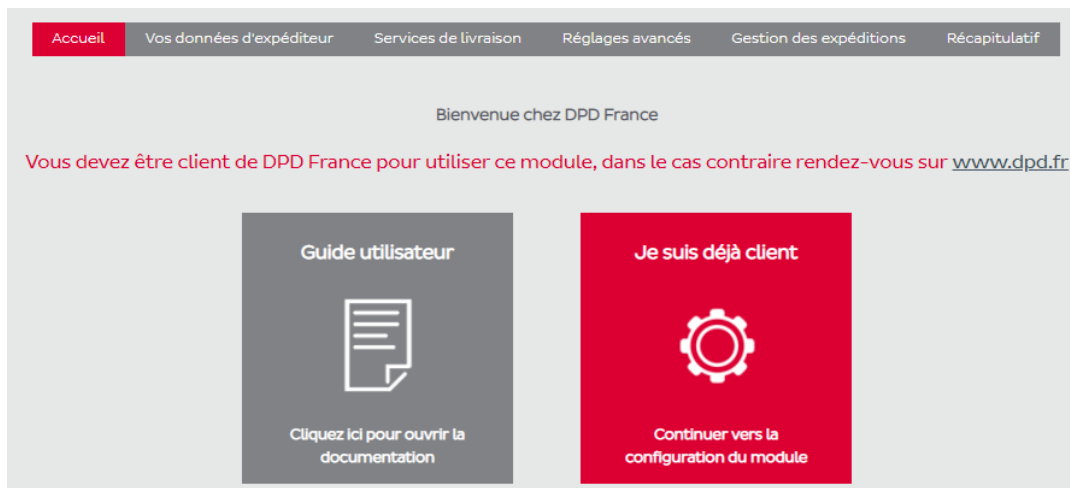 Accueil Vos données d'expéditeur Services de livraison Réglages avancés Gestion des expéditions Récapitulatif
Bienvenue chez DPD France
Vous devez être client de DPD France pour utiliser ce module, dans le cas contraire rendez-vous sur www.dpd.fr
Guide utilisateur
Cliquez ici pour ouvrir la
documentation
Je suis déjà client
Continuer vers la
configuration du module